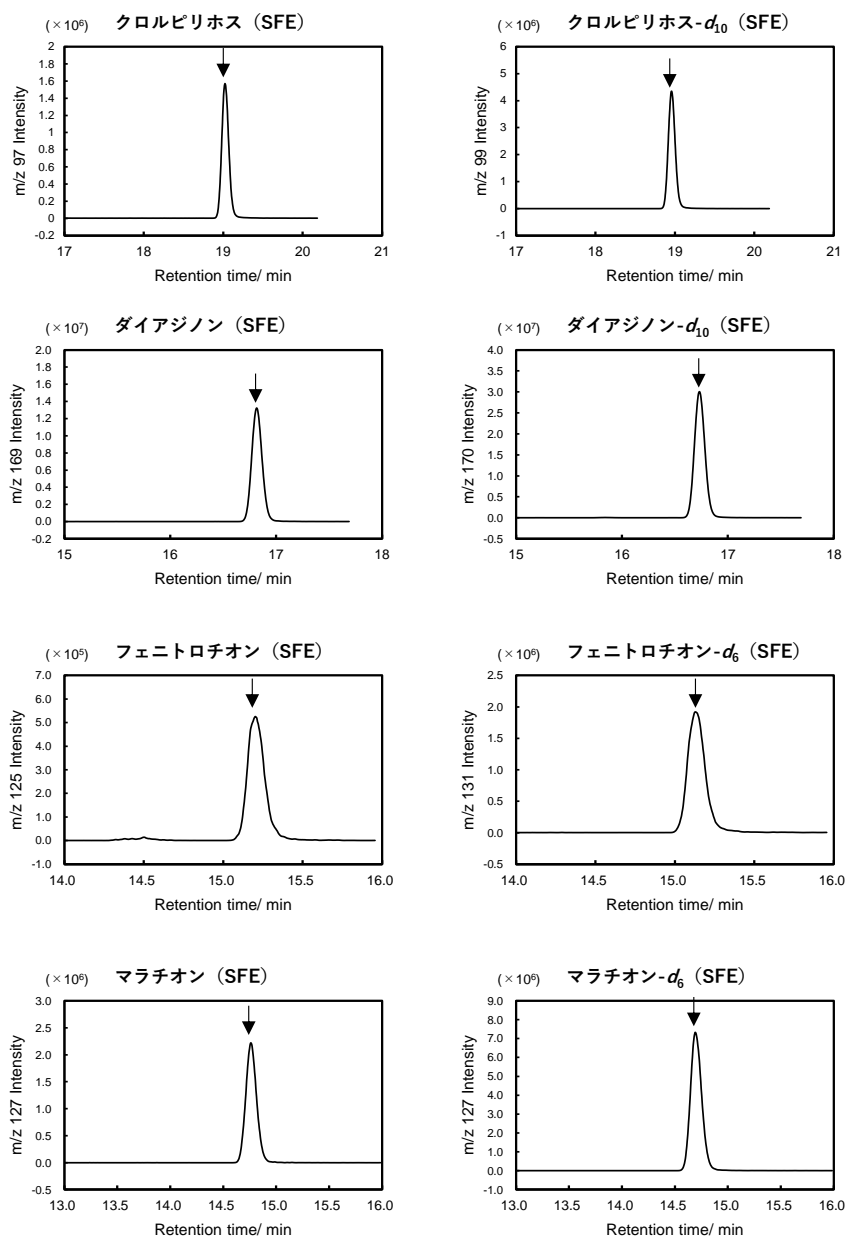 (×10⁶) クロルピリホス（SFE）
2
1.8
1.6
1.4
1.2
1
0.8
0.6
0.4
0.2
0
-0.2
m/z 97 Intensity
17 18 19 20 21
Retention time/ min
(×10⁶) クロルピリホス-d₁₀（SFE）
6
5
4
3
2
1
0
-1
m/z 99 Intensity
17 18 19 20 21
Retention time/ min
(×10⁷) ダイアジノン（SFE）
2.0
1.8
1.6
1.4
1.2
1.0
0.8
0.6
0.4
0.2
0.0
-0.2
m/z 169 Intensity
15 16 17 18
Retention time/ min
(×10⁷) ダイアジノン-d₁₀（SFE）
4.0
3.5
3.0
2.5
2.0
1.5
1.0
0.5
0.0
-0.5
m/z 170 Intensity
15 16 17 18
Retention time/ min
(×10⁵) フェニトロチオン（SFE）
7.0
6.0
5.0
4.0
3.0
2.0
1.0
0.0
-1.0
m/z 125 Intensity
14.0 14.5 15.0 15.5 16.0
Retention time/ min
(×10⁶) フェニトロチオン-d₆（SFE）
2.5
2.0
1.5
1.0
0.5
0.0
-0.5
m/z 131 Intensity
14.0 14.5 15.0 15.5 16.0
Retention time/ min
(×10⁶) マラチオン（SFE）
3.0
2.5
2.0
1.5
1.0
0.5
0.0
-0.5
m/z 127 Intensity
13.0 13.5 14.0 14.5 15.0 15.5 16.0
Retention time/ min
(×10⁶) マラチオン-d₆（SFE）
9.0
8.0
7.0
6.0
5.0
4.0
3.0
2.0
1.0
0.0
-1.0
m/z 127 Intensity
13.0 13.5 14.0 14.5 15.0 15.5 16.0
Retention time/ min